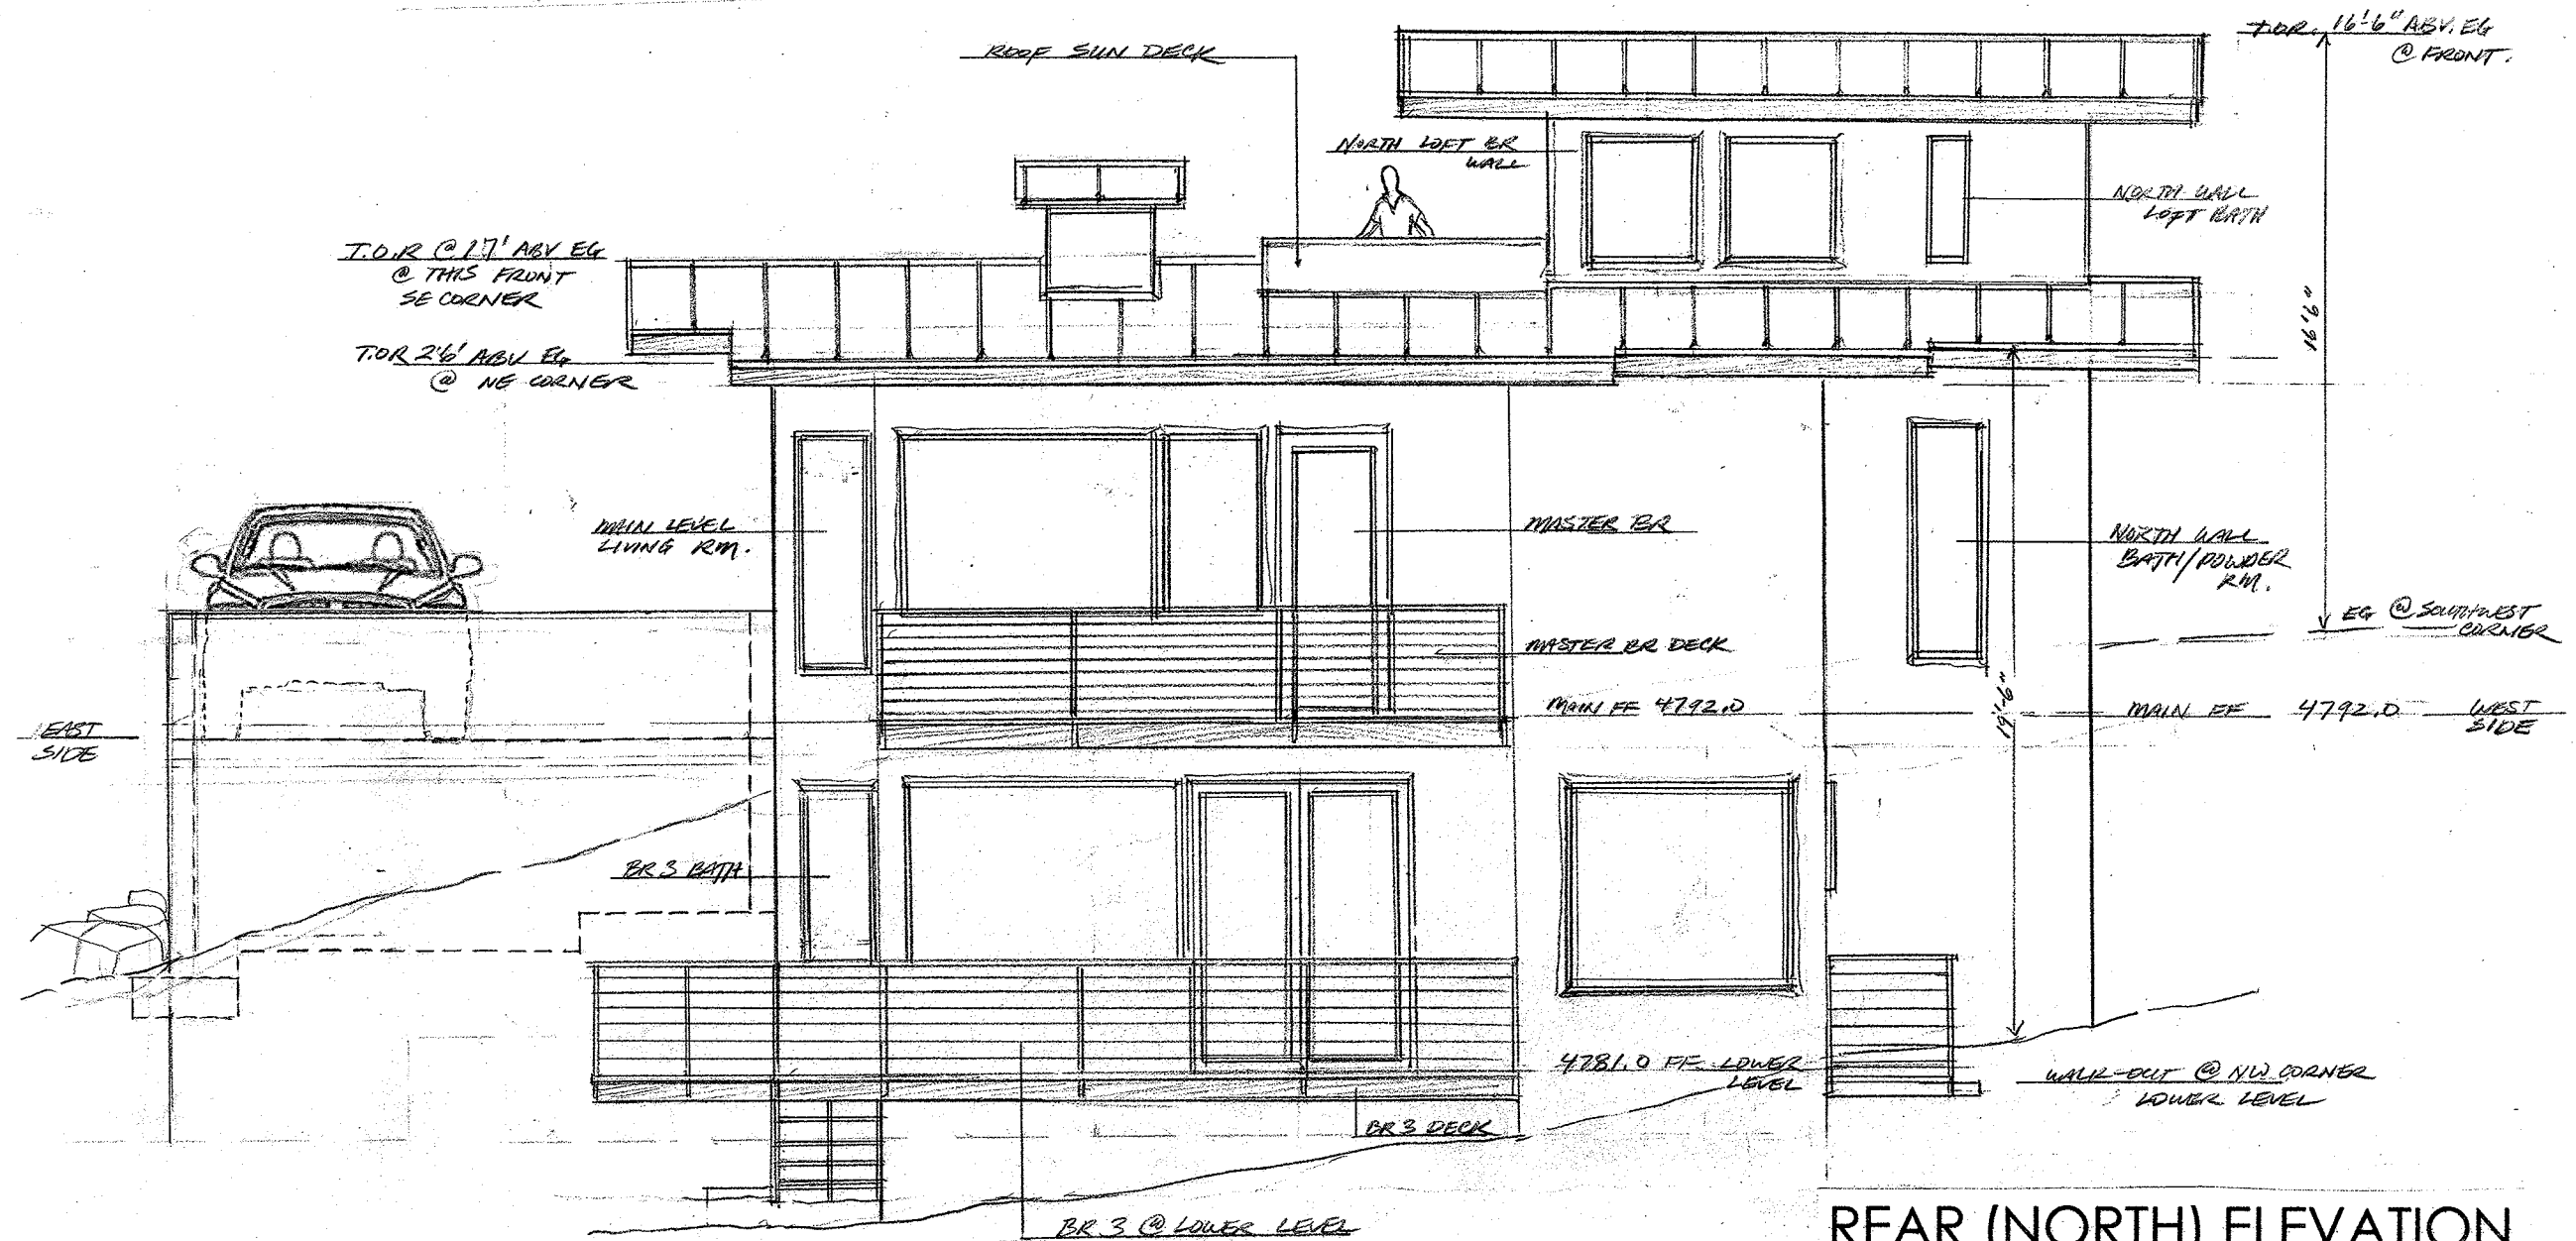 ROOF SUN DECK
T.O.R. 16'-6" ABV. EG
@ FRONT.
NORTH LOFT BR
WALL
NORTH WALL
LOFT BATH
T.O.R @ 17' ABV EG
@ THIS FRONT
SE CORNER
T.O.R 26' ABV EG
@ NE CORNER
16'-6"
MAIN LEVEL
LIVING RM.
MASTER BR
NORTH WALL
BATH/POWDER
RM.
EG @ SOUTHWEST
CORNER
MASTER BR DECK
EAST
SIDE
MAIN FF 4792.0
19'-6"
MAIN FF 4792.0
WEST
SIDE
BR 3 BATH
4781.0 FF LOWER
LEVEL
WALK-OUT @ NW CORNER
LOWER LEVEL
BR 3 DECK
BR 3 @ LOWER LEVEL
REAR (NORTH) ELEVATION